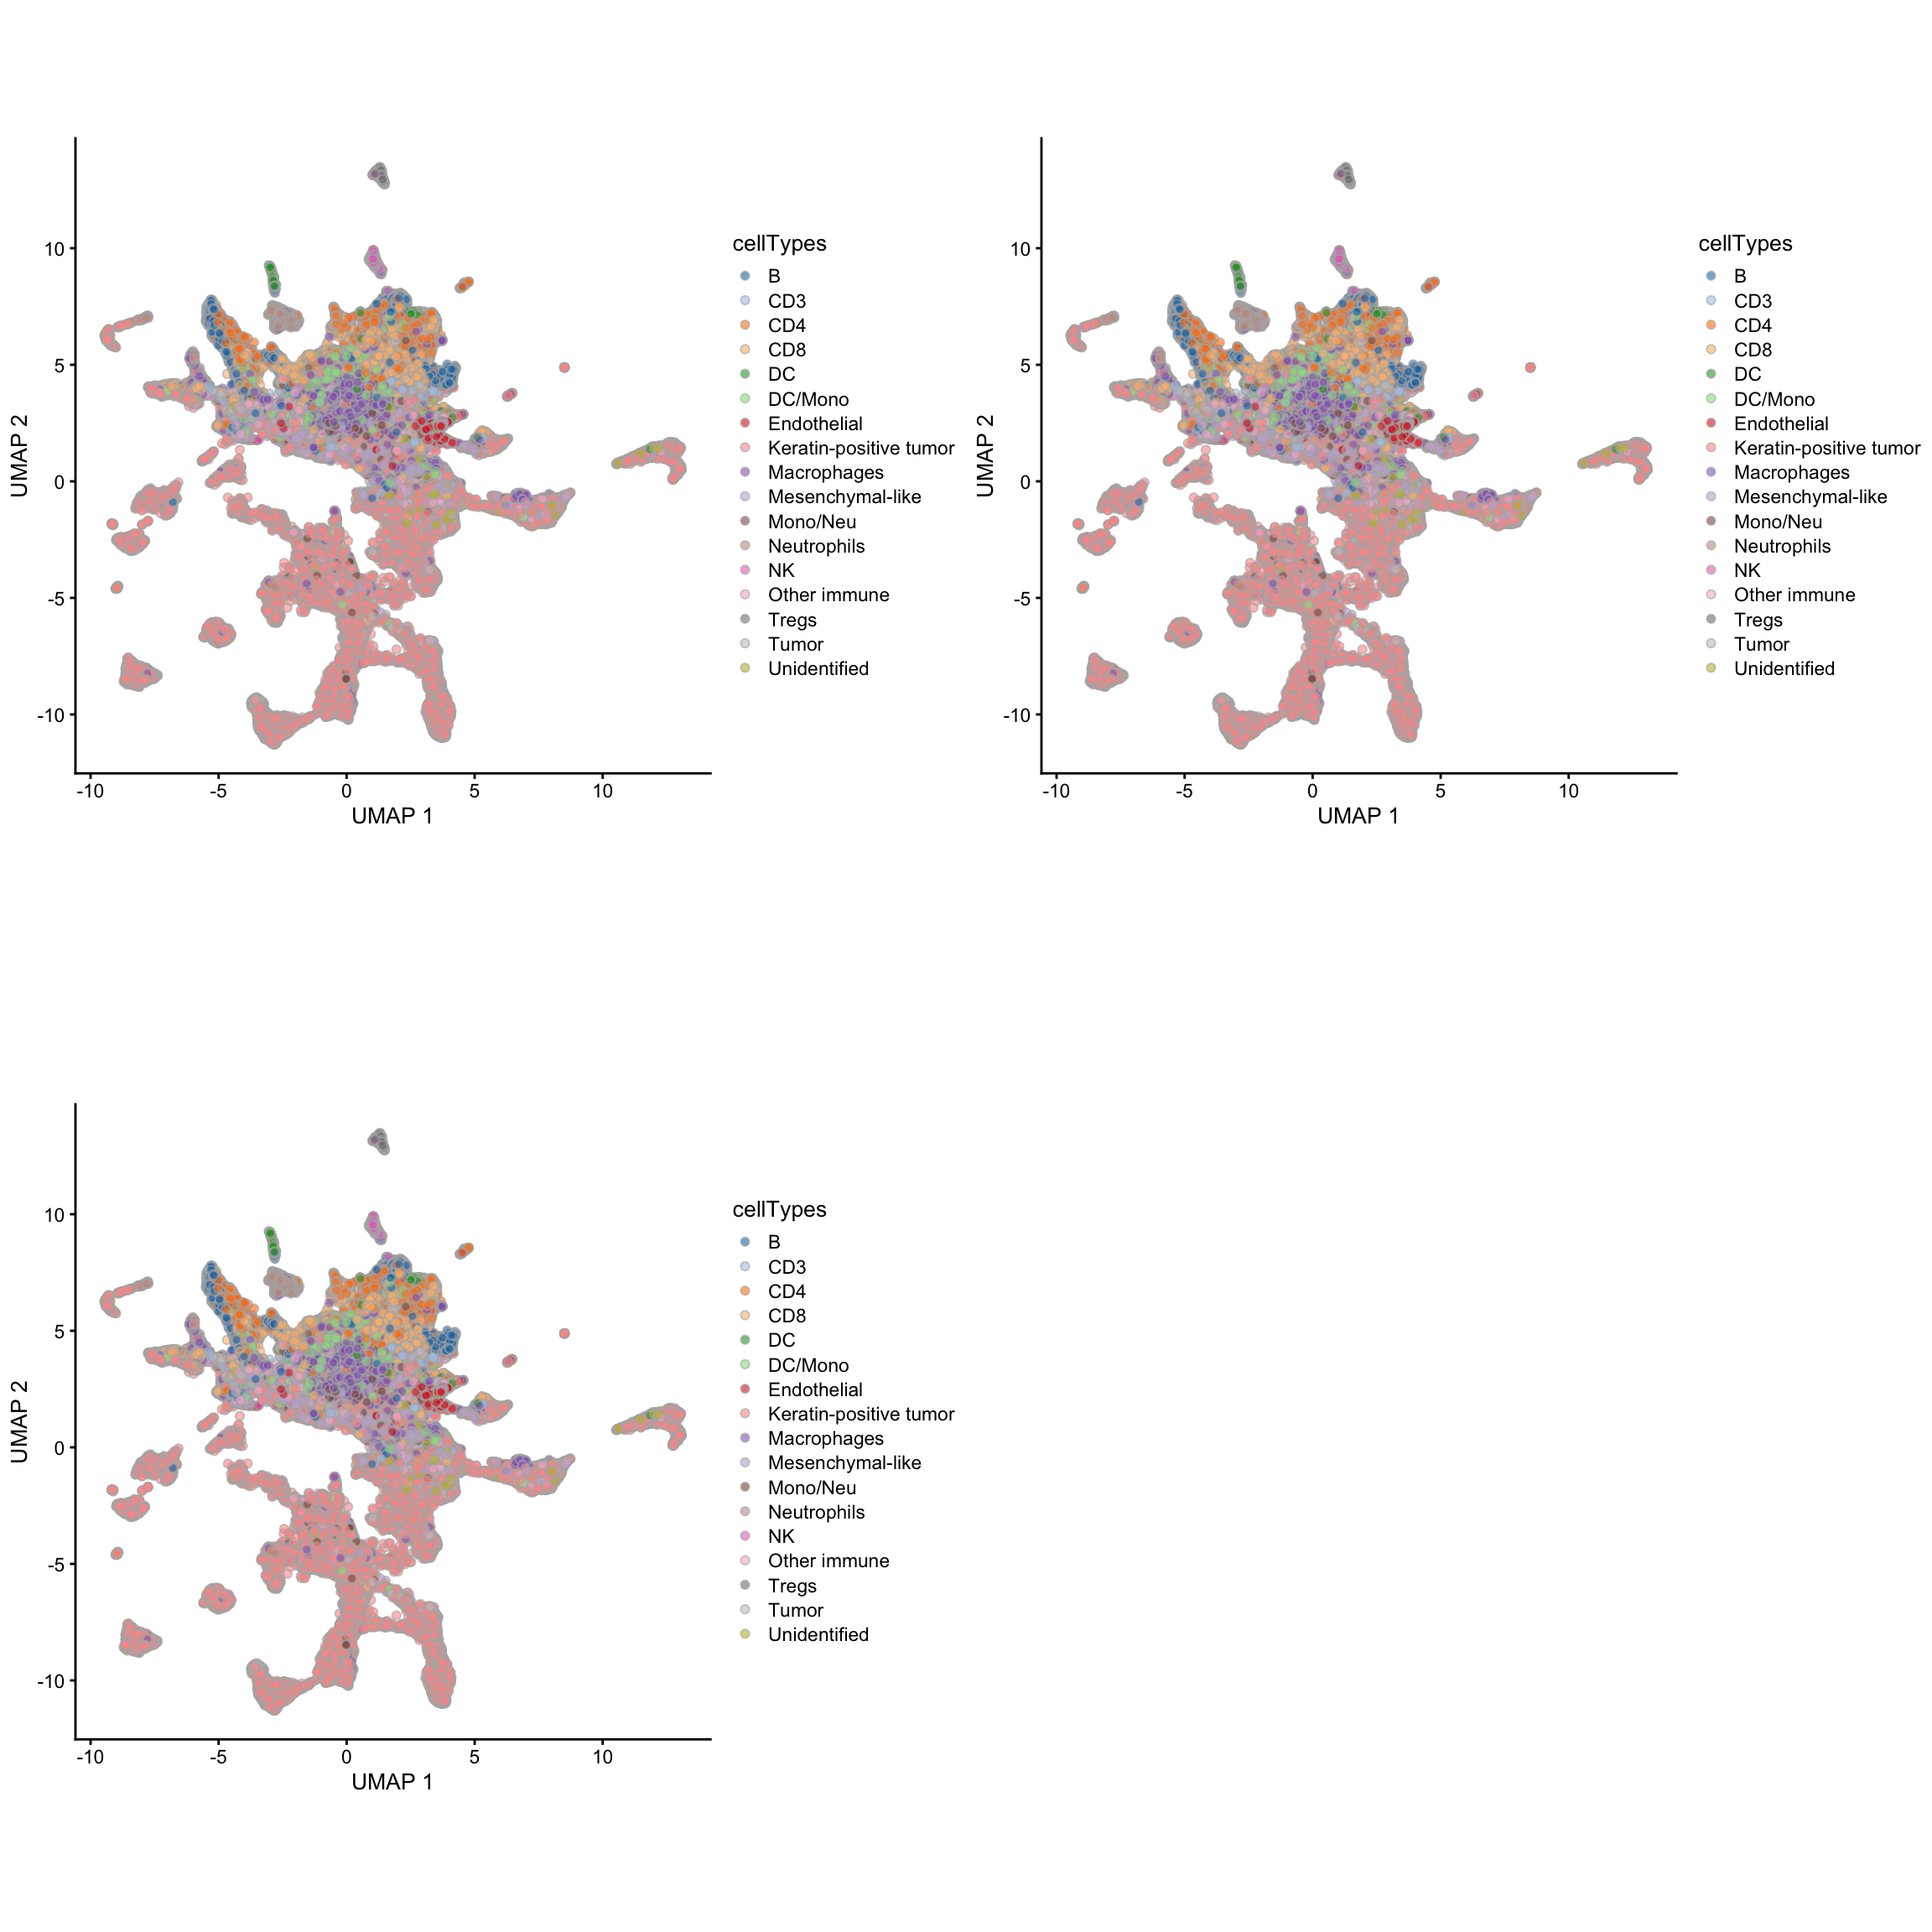 cellTypes
B
CD3
CD4
CD8
DC
DC/Mono
Endothelial
Keratin-positive tumor
Macrophages
Mesenchymal-like
Mono/Neu
Neutrophils
NK
Other immune
Tregs
Tumor
Unidentified
10
5
0
-5
-10
UMAP 2
-10 -5 0 5 10
UMAP 1
cellTypes
B
CD3
CD4
CD8
DC
DC/Mono
Endothelial
Keratin-positive tumor
Macrophages
Mesenchymal-like
Mono/Neu
Neutrophils
NK
Other immune
Tregs
Tumor
Unidentified
10
5
0
-5
-10
UMAP 2
-10 -5 0 5 10
UMAP 1
cellTypes
B
CD3
CD4
CD8
DC
DC/Mono
Endothelial
Keratin-positive tumor
Macrophages
Mesenchymal-like
Mono/Neu
Neutrophils
NK
Other immune
Tregs
Tumor
Unidentified
10
5
0
-5
-10
UMAP 2
-10 -5 0 5 10
UMAP 1